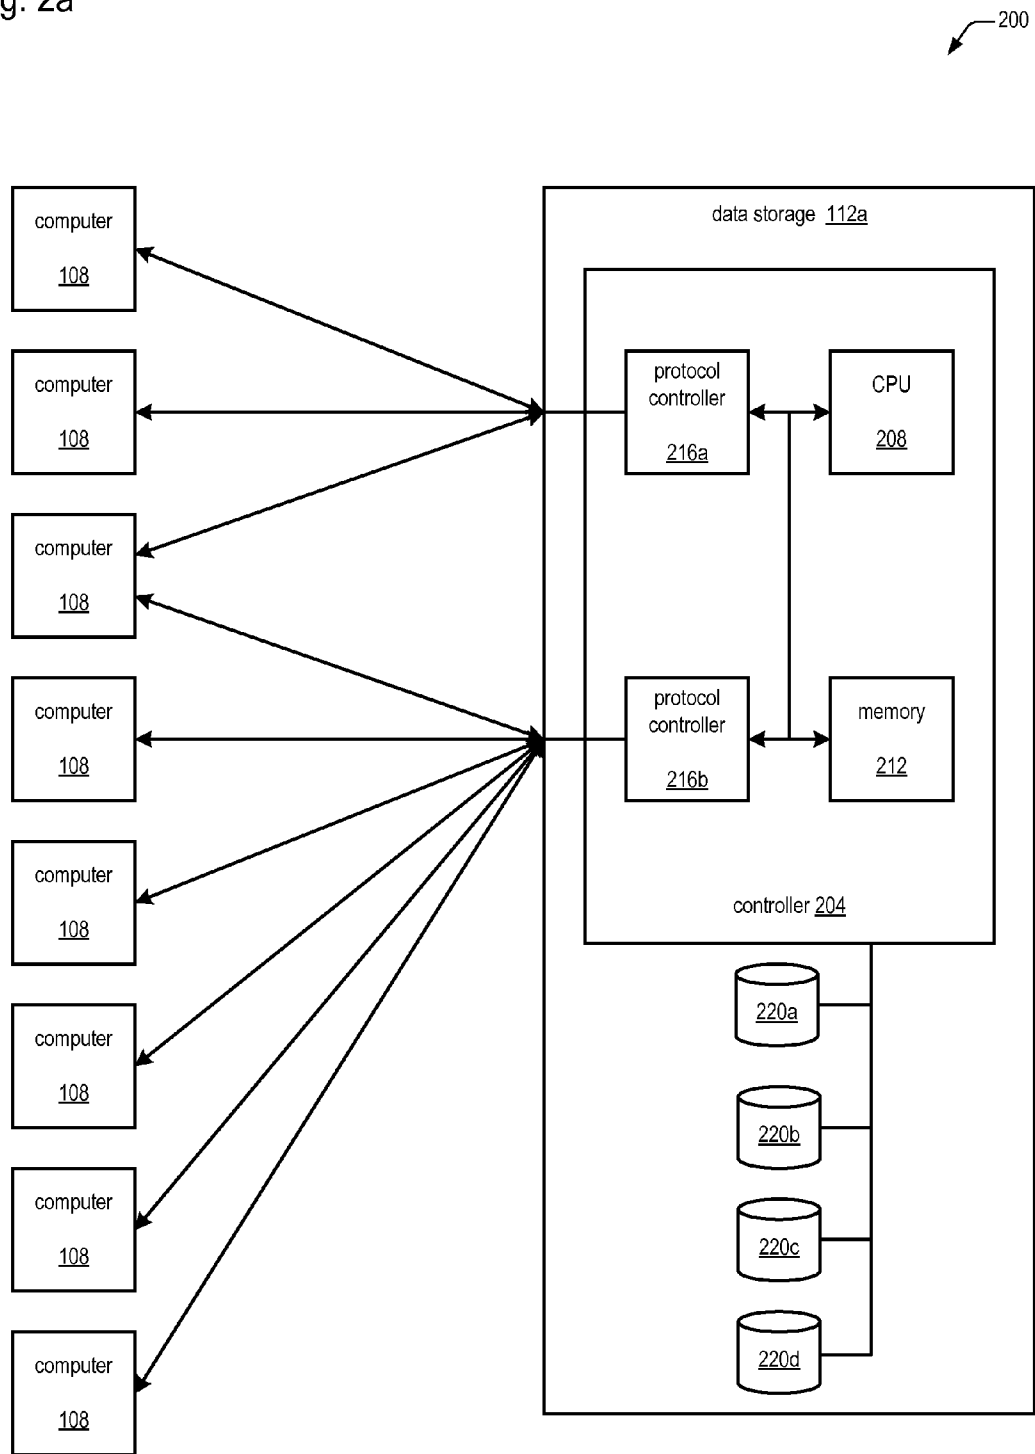 g. 2a
200
computer
108
computer
108
computer
108
computer
108
computer
108
computer
108
computer
108
computer
108
data storage 112a
protocol
controller
216a
CPU
208
protocol
controller
216b
memory
212
controller 204
220a
220b
220c
220d